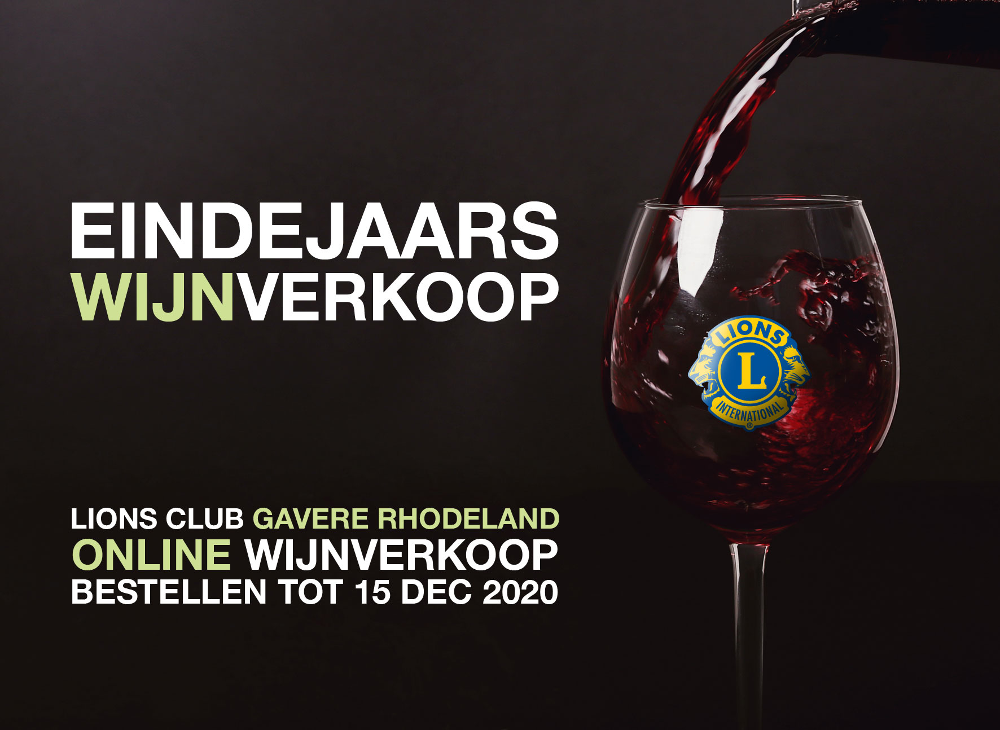 EINDEJAARS
WIJNVERKOOP
LIONS
L
INTERNATIONAL
®
LIONS CLUB GAVERE RHODELAND
ONLINE WIJNVERKOOP
BESTELLEN TOT 15 DEC 2020